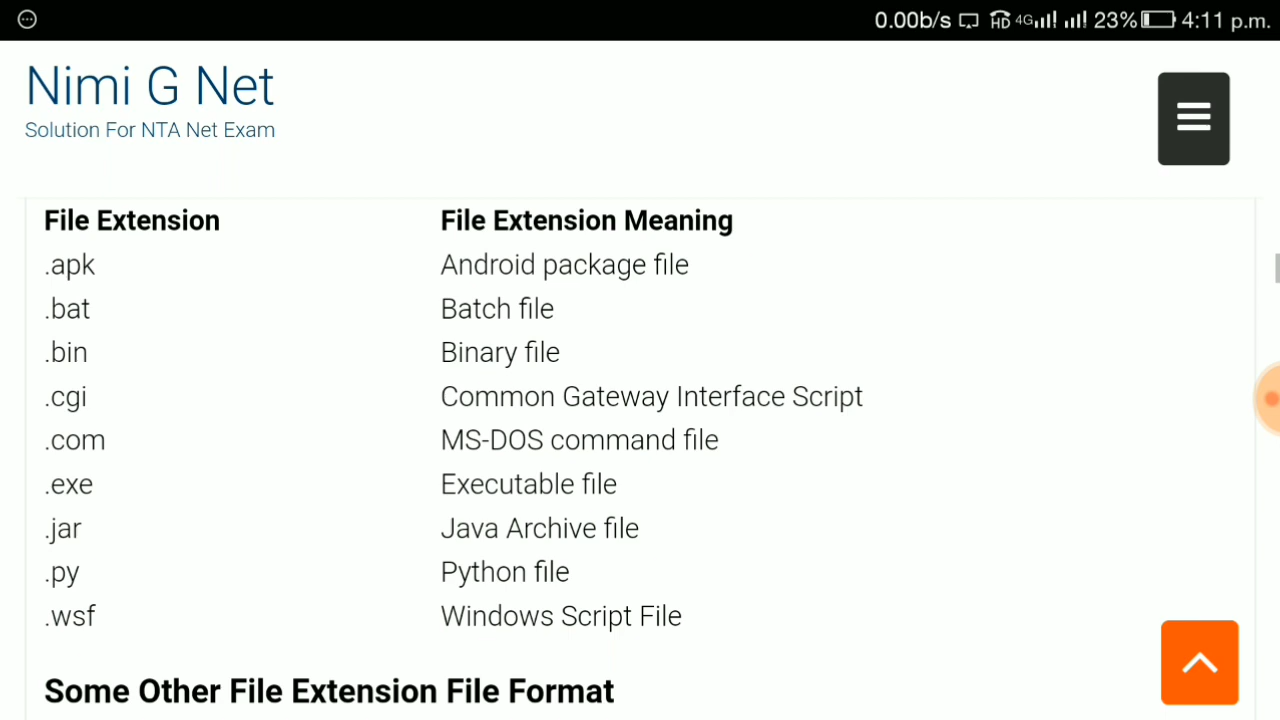 0.00b/s HD 4G 23% 4:11 p.m.
Nimi G Net
Solution For NTA Net Exam
File Extension File Extension Meaning
.apk Android package file
.bat Batch file
.bin Binary file
.cgi Common Gateway Interface Script
.com MS-DOS command file
.exe Executable file
.jar Java Archive file
.py Python file
.wsf Windows Script File
Some Other File Extension File Format